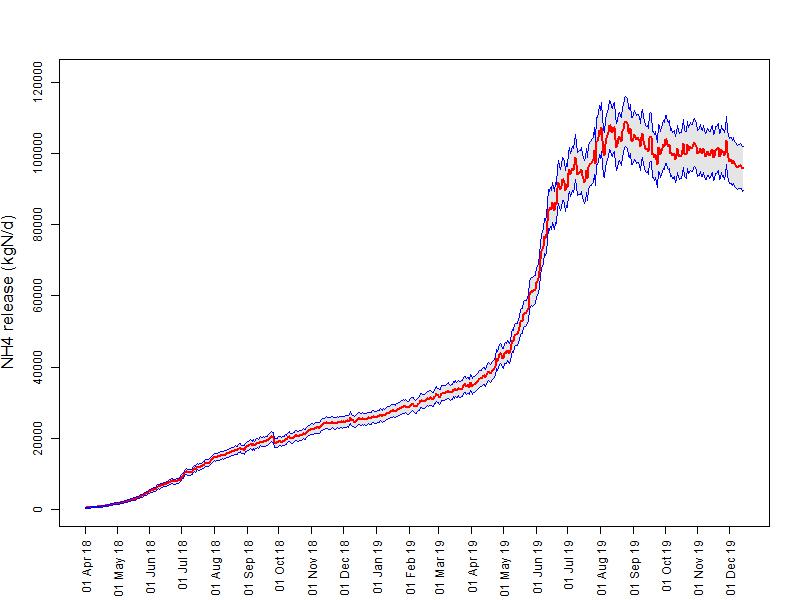 NH4 release (kgN/d)
120000
100000
80000
60000
40000
20000
0
01 Apr 18
01 May 18
01 Jun 18
01 Jul 18
01 Aug 18
01 Sep 18
01 Oct 18
01 Nov 18
01 Dec 18
01 Jan 19
01 Feb 19
01 Mar 19
01 Apr 19
01 May 19
01 Jun 19
01 Jul 19
01 Aug 19
01 Sep 19
01 Oct 19
01 Nov 19
01 Dec 19